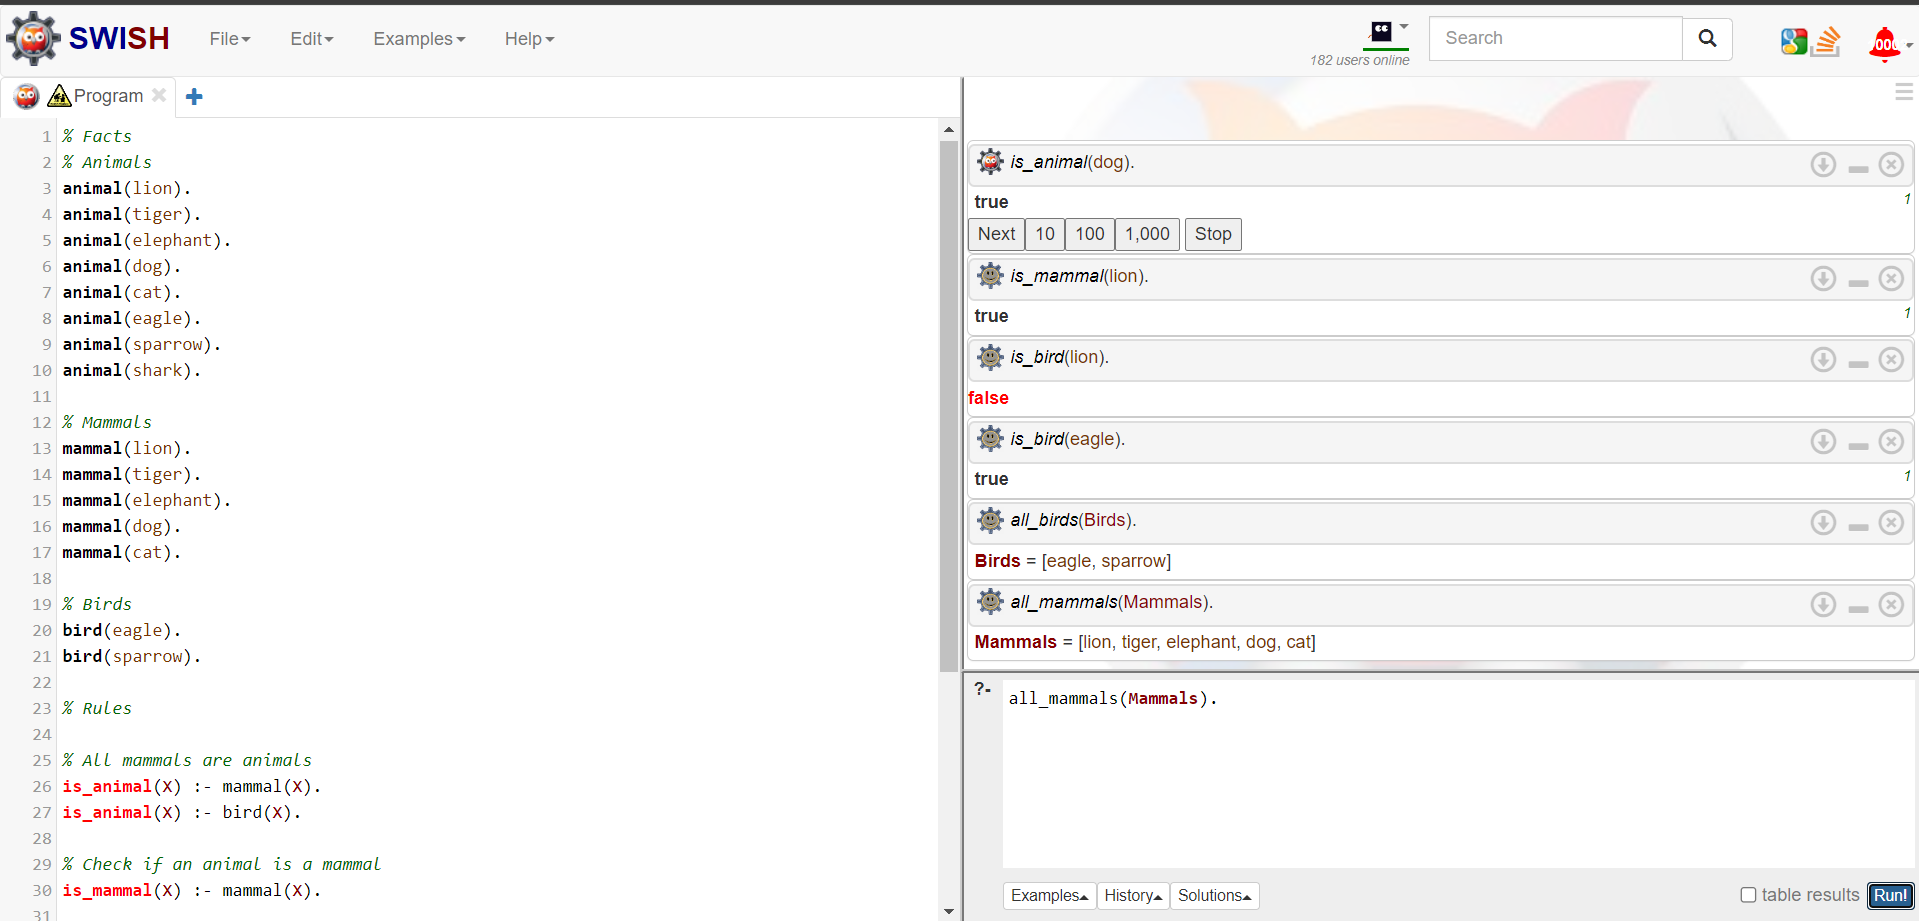 SWISH File Edit Examples Help
182 users online
Search
Program
1 % Facts
2 % Animals
3 animal(lion).
4 animal(tiger).
5 animal(elephant).
6 animal(dog).
7 animal(cat).
8 animal(eagle).
9 animal(sparrow).
10 animal(shark).
11
12 % Mammals
13 mammal(lion).
14 mammal(tiger).
15 mammal(elephant).
16 mammal(dog).
17 mammal(cat).
18
19 % Birds
20 bird(eagle).
21 bird(sparrow).
22
23 % Rules
24
25 % All mammals are animals
26 is_animal(X) :- mammal(X).
27 is_animal(X) :- bird(X).
28
29 % Check if an animal is a mammal
30 is_mammal(X) :- mammal(X).
31
is_animal(dog).
true 1
Next 10 100 1,000 Stop
is_mammal(lion).
true 1
is_bird(lion).
false
is_bird(eagle).
true 1
all_birds(Birds).
Birds = [eagle, sparrow]
all_mammals(Mammals).
Mammals = [lion, tiger, elephant, dog, cat]
?- all_mammals(Mammals).
Examples History Solutions table results Run!